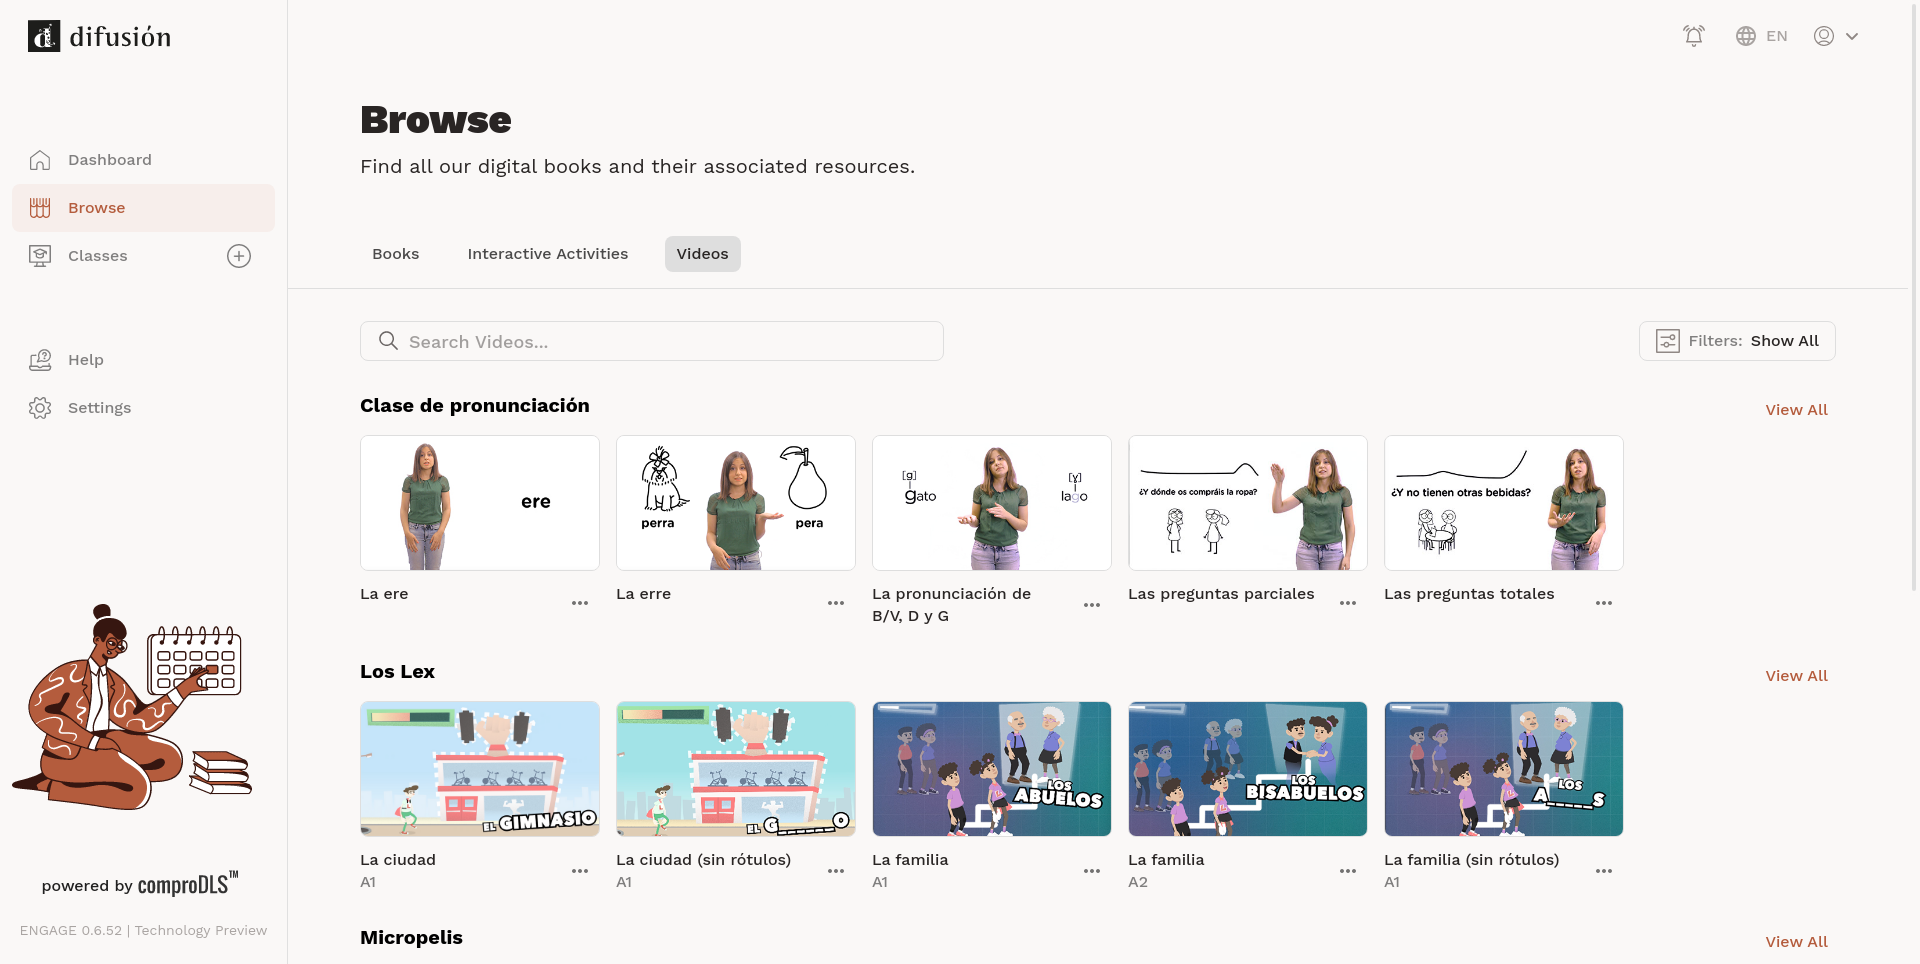 difusión
EN
Dashboard
Browse
Classes
Help
Settings
powered by comproDLS™
ENGAGE 0.6.52 | Technology Preview
Browse
Find all our digital books and their associated resources.
Books
Interactive Activities
Videos
Search Videos...
Filters: Show All
Clase de pronunciación
View All
ere
perra
pera
[g]
gato
[ɣ]
lago
¿Y dónde os compráis la ropa?
¿Y no tienen otras bebidas?
La ere
La erre
La pronunciación de
B/V, D y G
Las preguntas parciales
Las preguntas totales
Los Lex
View All
EL GIMNASIO
EL G_____O
LOS
ABUELOS
LOS
BISABUELOS
LOS
A_____S
La ciudad
A1
La ciudad (sin rótulos)
A1
La familia
A1
La familia
A2
La familia (sin rótulos)
A1
Micropelis
View All